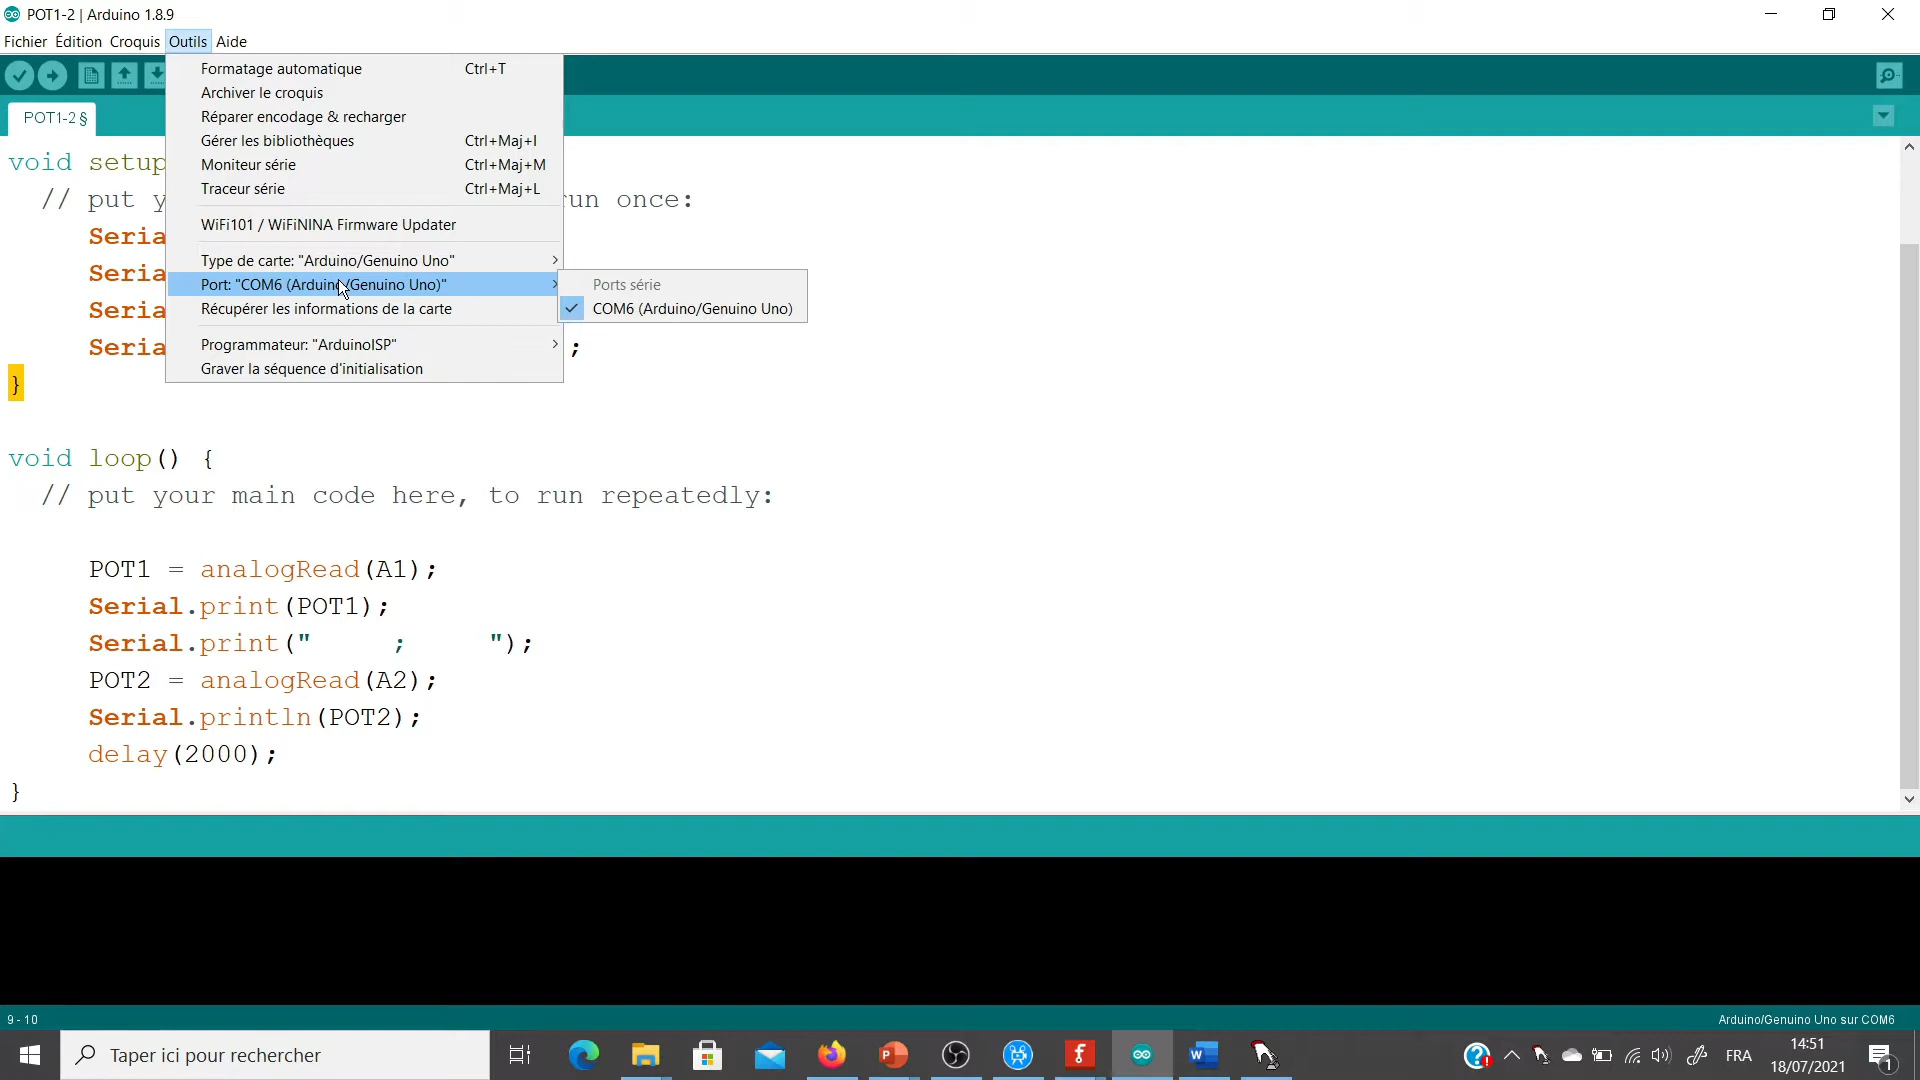 POT1-2 | Arduino 1.8.9
Fichier Édition Croquis Outils Aide
POT1-2 §
Formatage automatique Ctrl+T
Archiver le croquis
Réparer encodage & recharger
Gérer les bibliothèques Ctrl+Maj+I
Moniteur série Ctrl+Maj+M
Traceur série Ctrl+Maj+L
WiFi101 / WiFiNINA Firmware Updater
Type de carte: "Arduino/Genuino Uno"
Port: "COM6 (Arduino/Genuino Uno)"
Récupérer les informations de la carte
Programmateur: "ArduinoISP"
Graver la séquence d'initialisation
Ports série
COM6 (Arduino/Genuino Uno)
void setup
// put y un once:
Seria
Seria
Seria
Seria ;
}
void loop() {
// put your main code here, to run repeatedly:
POT1 = analogRead(A1);
Serial.print(POT1);
Serial.print("     ;     ");
POT2 = analogRead(A2);
Serial.println(POT2);
delay(2000);
}
9 - 10
Arduino/Genuino Uno sur COM6
Taper ici pour rechercher
FRA
14:51
18/07/2021
1